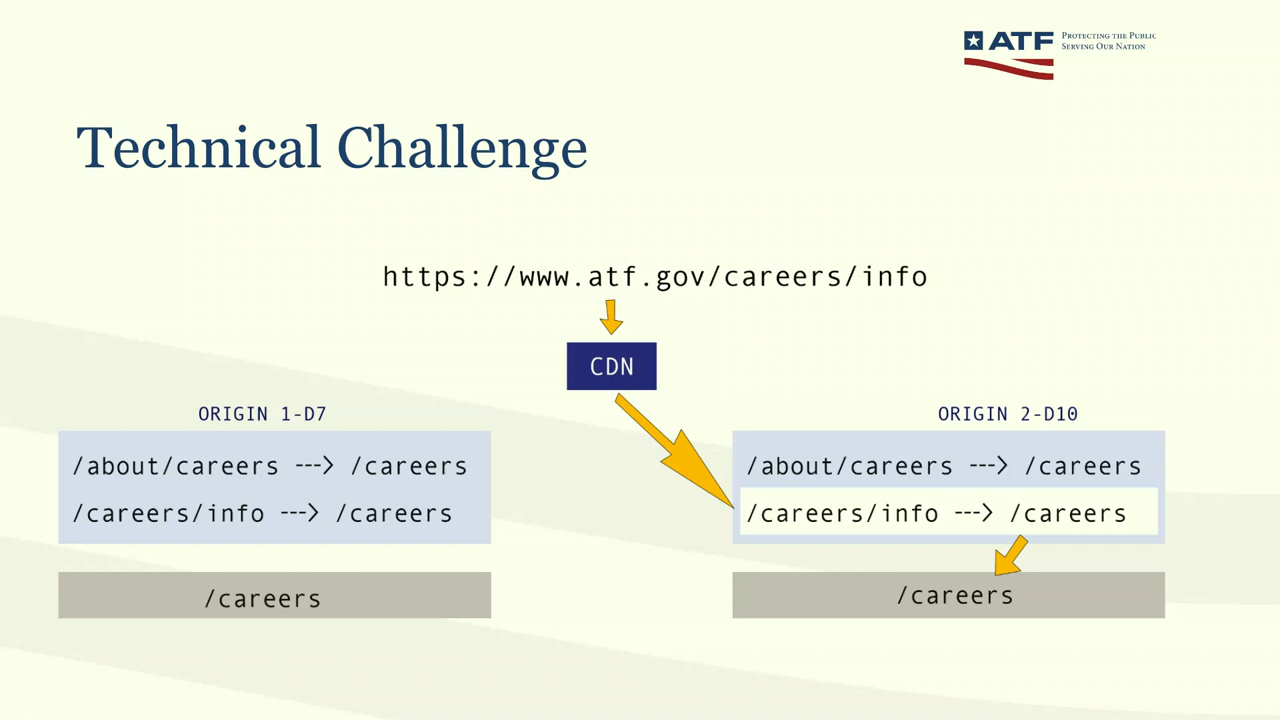 ATF
PROTECTING THE PUBLIC
SERVING OUR NATION
Technical Challenge
https://www.atf.gov/careers/info
CDN
ORIGIN 1-D7
/about/careers ---> /careers
/careers/info ---> /careers
/careers
ORIGIN 2-D10
/about/careers ---> /careers
/careers/info ---> /careers
/careers